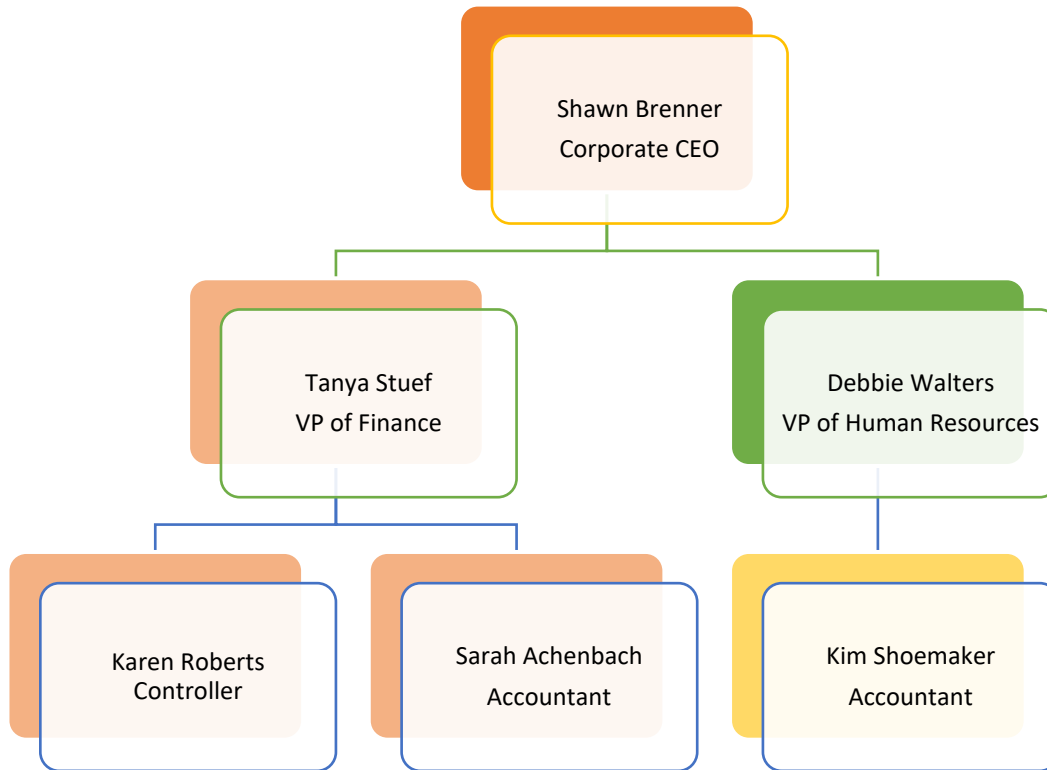 Shawn Brenner
Corporate CEO
Tanya Stuef
VP of Finance
Debbie Walters
VP of Human Resources
Karen Roberts
Controller
Sarah Achenbach
Accountant
Kim Shoemaker
Accountant